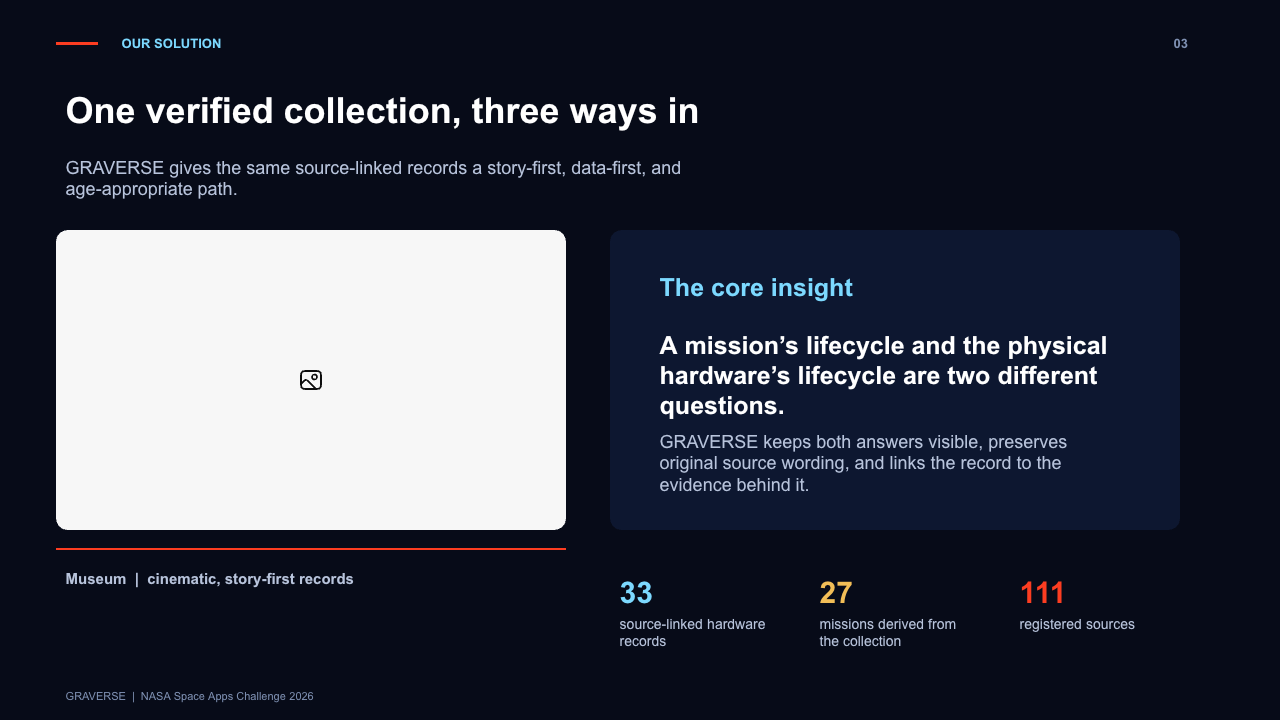 OUR SOLUTION
03
One verified collection, three ways in
GRAVERSE gives the same source-linked records a story-first, data-first, and
age-appropriate path.
The core insight
A mission’s lifecycle and the physical
hardware’s lifecycle are two different
questions.
GRAVERSE keeps both answers visible, preserves
original source wording, and links the record to the
evidence behind it.
Museum | cinematic, story-first records
33
source-linked hardware
records
27
missions derived from
the collection
111
registered sources
GRAVERSE | NASA Space Apps Challenge 2026